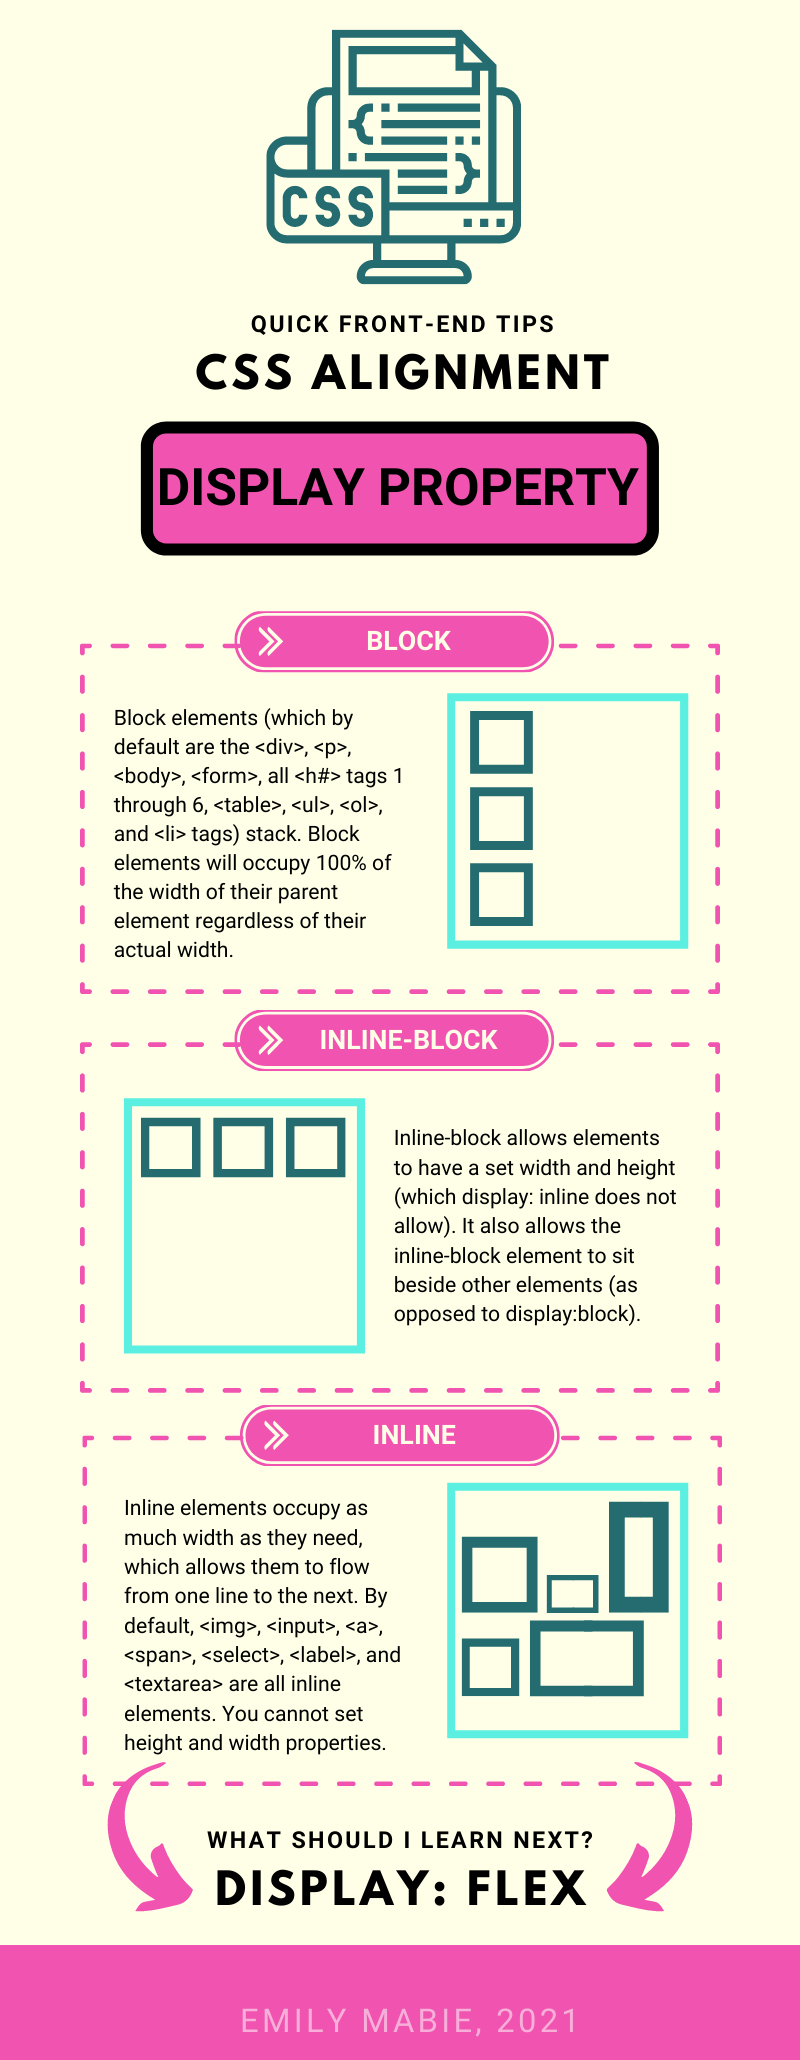 CSS
QUICK FRONT-END TIPS
CSS ALIGNMENT
DISPLAY PROPERTY
BLOCK
Block elements (which by
default are the <div>, <p>,
<body>, <form>, all <h#> tags 1
through 6, <table>, <ul>, <ol>,
and <li> tags) stack. Block
elements will occupy 100% of
the width of their parent
element regardless of their
actual width.
INLINE-BLOCK
Inline-block allows elements
to have a set width and height
(which display: inline does not
allow). It also allows the
inline-block element to sit
beside other elements (as
opposed to display:block).
INLINE
Inline elements occupy as
much width as they need,
which allows them to flow
from one line to the next. By
default, <img>, <input>, <a>,
<span>, <select>, <label>, and
<textarea> are all inline
elements. You cannot set
height and width properties.
WHAT SHOULD I LEARN NEXT?
DISPLAY: FLEX
EMILY MABIE, 2021